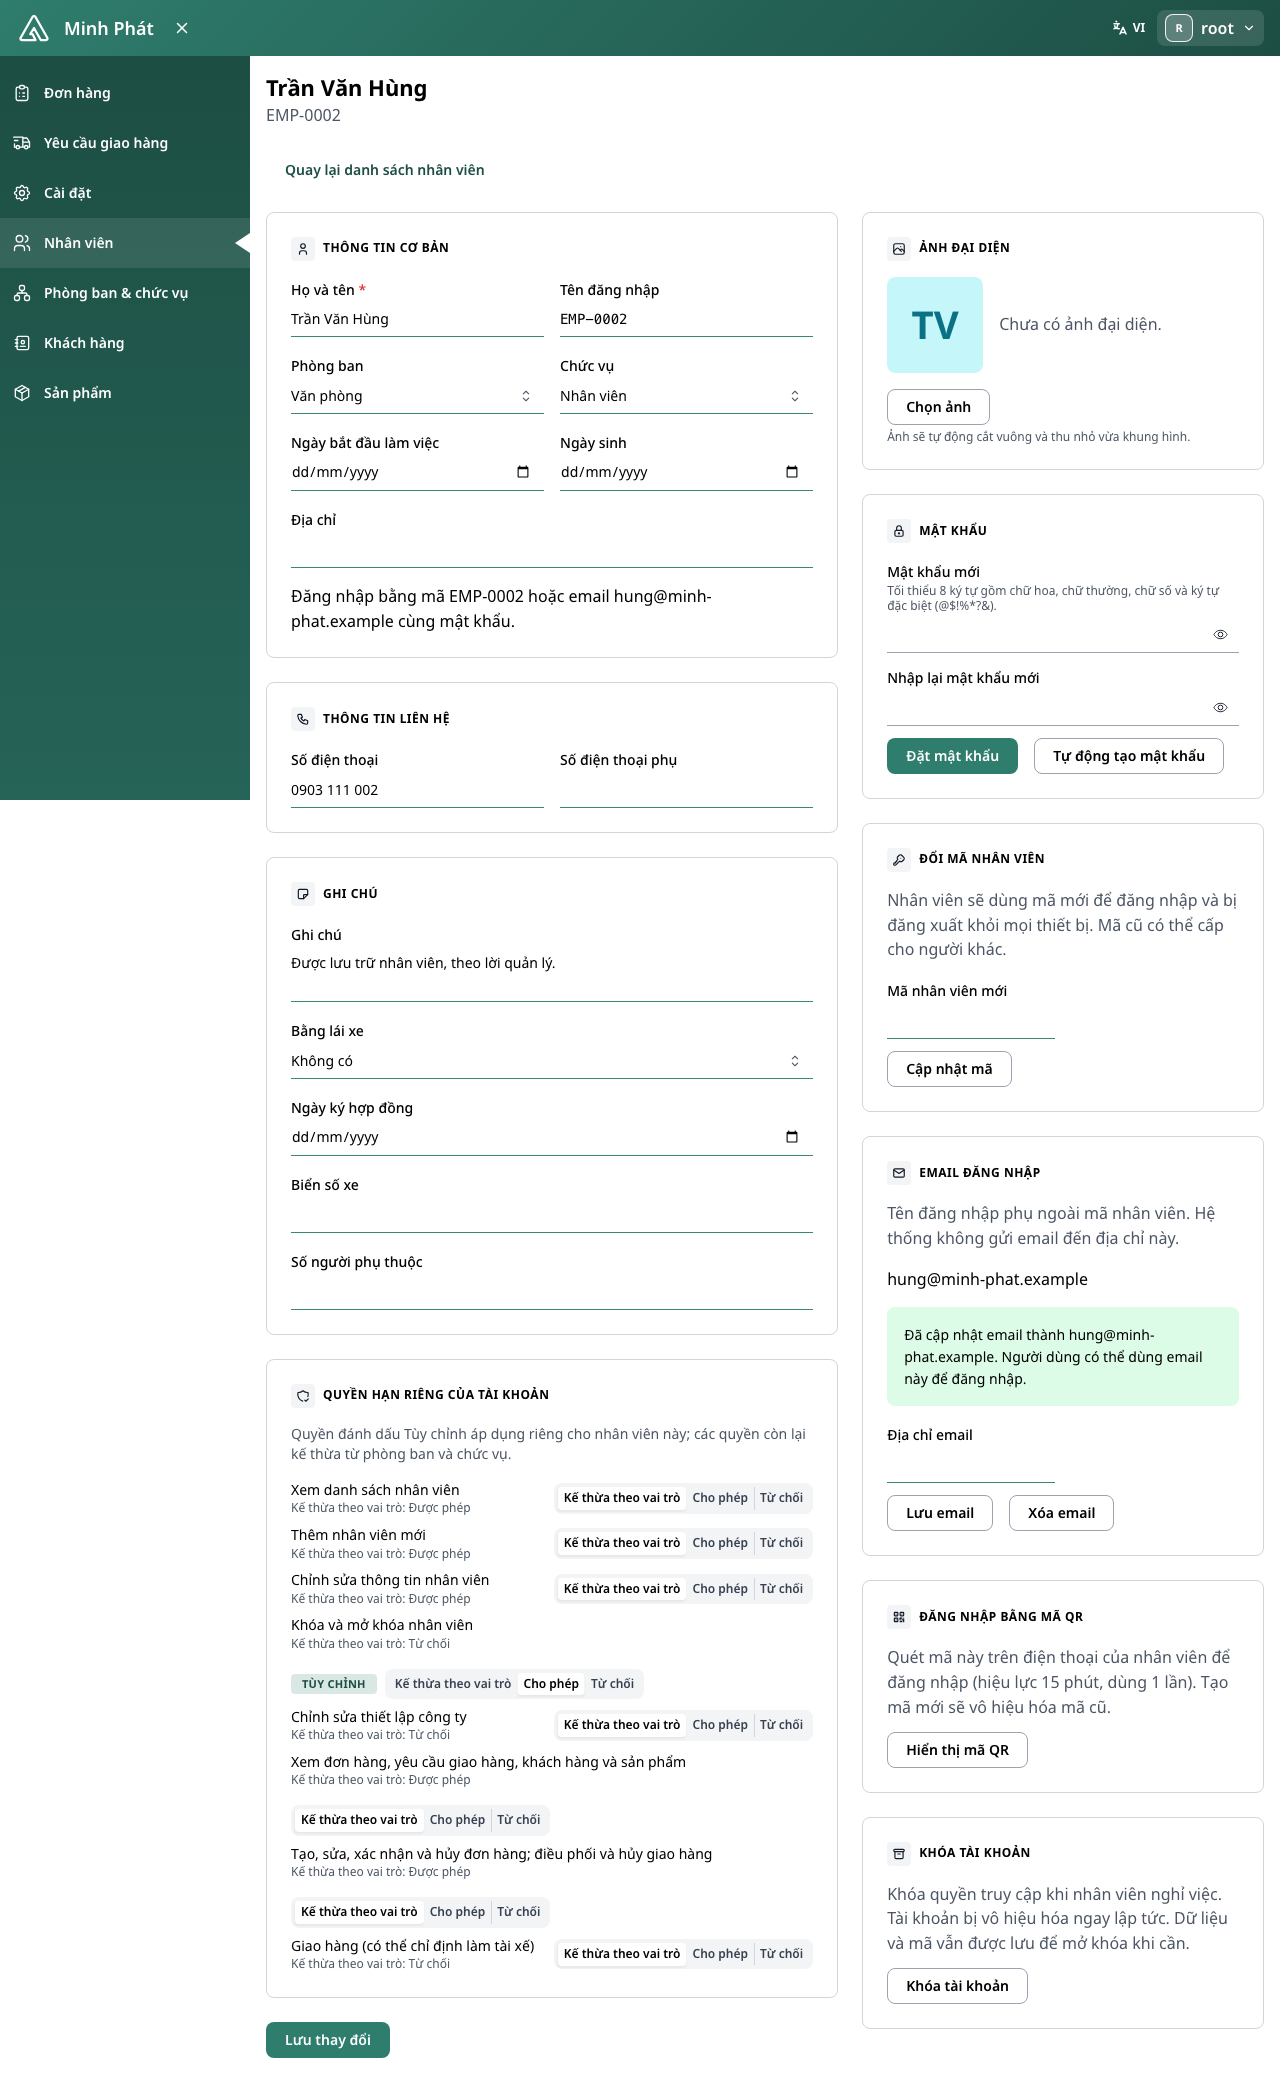 Minh Phát
VI
R
root
Đơn hàng
Yêu cầu giao hàng
Cài đặt
Nhân viên
Phòng ban & chức vụ
Khách hàng
Sản phẩm
Trần Văn Hùng
EMP-0002
Quay lại danh sách nhân viên
THÔNG TIN CƠ BẢN
Họ và tên *
Tên đăng nhập
Trần Văn Hùng
EMP-0002
Phòng ban
Chức vụ
Văn phòng
Nhân viên
Ngày bắt đầu làm việc
Ngày sinh
dd/mm/yyyy
dd/mm/yyyy
Địa chỉ
Đăng nhập bằng mã EMP-0002 hoặc email hung@minh-
phat.example cùng mật khẩu.
THÔNG TIN LIÊN HỆ
Số điện thoại
Số điện thoại phụ
0903 111 002
GHI CHÚ
Ghi chú
Được lưu trữ nhân viên, theo lời quản lý.
Bằng lái xe
Không có
Ngày ký hợp đồng
dd/mm/yyyy
Biển số xe
Số người phụ thuộc
QUYỀN HẠN RIÊNG CỦA TÀI KHOẢN
Quyền đánh dấu Tùy chỉnh áp dụng riêng cho nhân viên này; các quyền còn lại
kế thừa từ phòng ban và chức vụ.
Xem danh sách nhân viên
Kế thừa theo vai trò: Được phép
Kế thừa theo vai trò Cho phép Từ chối
Thêm nhân viên mới
Kế thừa theo vai trò: Được phép
Kế thừa theo vai trò Cho phép Từ chối
Chỉnh sửa thông tin nhân viên
Kế thừa theo vai trò: Được phép
Kế thừa theo vai trò Cho phép Từ chối
Khóa và mở khóa nhân viên
Kế thừa theo vai trò: Từ chối
TÙY CHỈNH Kế thừa theo vai trò Cho phép Từ chối
Chỉnh sửa thiết lập công ty
Kế thừa theo vai trò: Từ chối
Kế thừa theo vai trò Cho phép Từ chối
Xem đơn hàng, yêu cầu giao hàng, khách hàng và sản phẩm
Kế thừa theo vai trò: Được phép
Kế thừa theo vai trò Cho phép Từ chối
Tạo, sửa, xác nhận và hủy đơn hàng; điều phối và hủy giao hàng
Kế thừa theo vai trò: Được phép
Kế thừa theo vai trò Cho phép Từ chối
Giao hàng (có thể chỉ định làm tài xế)
Kế thừa theo vai trò: Từ chối
Kế thừa theo vai trò Cho phép Từ chối
Lưu thay đổi
ẢNH ĐẠI DIỆN
TV
Chưa có ảnh đại diện.
Chọn ảnh
Ảnh sẽ tự động cắt vuông và thu nhỏ vừa khung hình.
MẬT KHẨU
Mật khẩu mới
Tối thiểu 8 ký tự gồm chữ hoa, chữ thường, chữ số và ký tự
đặc biệt (@$!%*?&).
Nhập lại mật khẩu mới
Đặt mật khẩu
Tự động tạo mật khẩu
ĐỔI MÃ NHÂN VIÊN
Nhân viên sẽ dùng mã mới để đăng nhập và bị
đăng xuất khỏi mọi thiết bị. Mã cũ có thể cấp
cho người khác.
Mã nhân viên mới
Cập nhật mã
EMAIL ĐĂNG NHẬP
Tên đăng nhập phụ ngoài mã nhân viên. Hệ
thống không gửi email đến địa chỉ này.
hung@minh-phat.example
Đã cập nhật email thành hung@minh-
phat.example. Người dùng có thể dùng email
này để đăng nhập.
Địa chỉ email
Lưu email
Xóa email
ĐĂNG NHẬP BẰNG MÃ QR
Quét mã này trên điện thoại của nhân viên để
đăng nhập (hiệu lực 15 phút, dùng 1 lần). Tạo
mã mới sẽ vô hiệu hóa mã cũ.
Hiển thị mã QR
KHÓA TÀI KHOẢN
Khóa quyền truy cập khi nhân viên nghỉ việc.
Tài khoản bị vô hiệu hóa ngay lập tức. Dữ liệu
và mã vẫn được lưu để mở khóa khi cần.
Khóa tài khoản